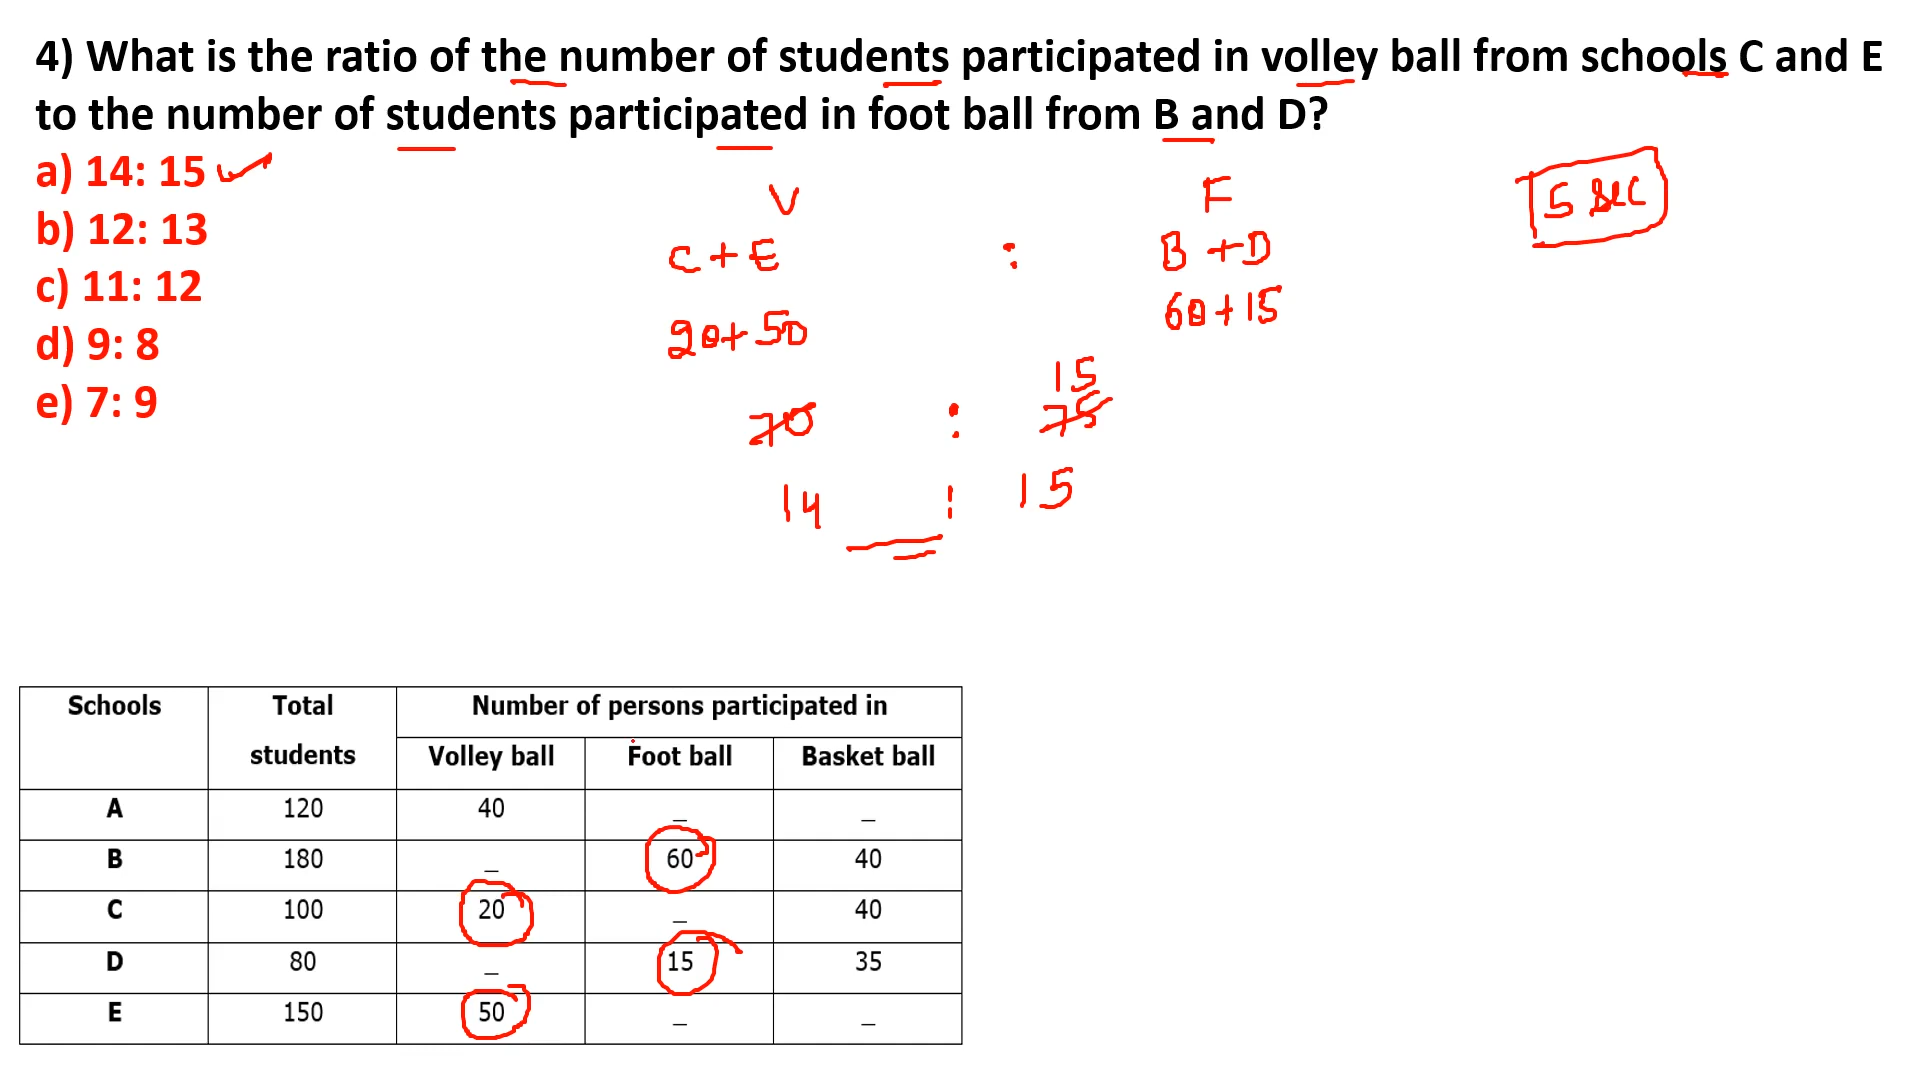 4) What is the ratio of the number of students participated in volley ball from schools C and E
to the number of students participated in foot ball from B and D?
a) 14: 15
b) 12: 13
c) 11: 12
d) 9: 8
e) 7: 9
V F
C + E : B + D
20 + 50 60 + 15
15
70 : 75
14 : 15
5 sec
Schools Total students Number of persons participated in
Volley ball Foot ball Basket ball
A 120 40 _ _
B 180 _ 60 40
C 100 20 _ 40
D 80 _ 15 35
E 150 50 _ _